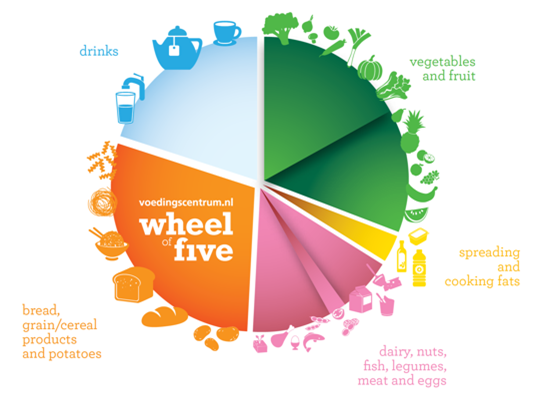 drinks
vegetables
and fruit
voedingscentrum.nl
wheel
of
five
spreading
and
cooking fats
bread,
grain/cereal
products
and potatoes
dairy, nuts,
fish, legumes,
meat and eggs